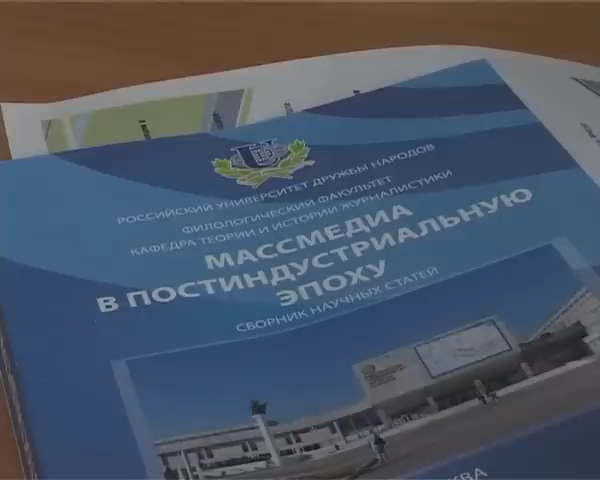 РОССИЙСКИЙ УНИВЕРСИТЕТ ДРУЖБЫ НАРОДОВ
ФИЛОЛОГИЧЕСКИЙ ФАКУЛЬТЕТ
КАФЕДРА ТЕОРИИ И ИСТОРИИ ЖУРНАЛИСТИКИ
МАССМЕДИА
В ПОСТИНДУСТРИАЛЬНУЮ
ЭПОХУ
СБОРНИК НАУЧНЫХ СТАТЕЙ